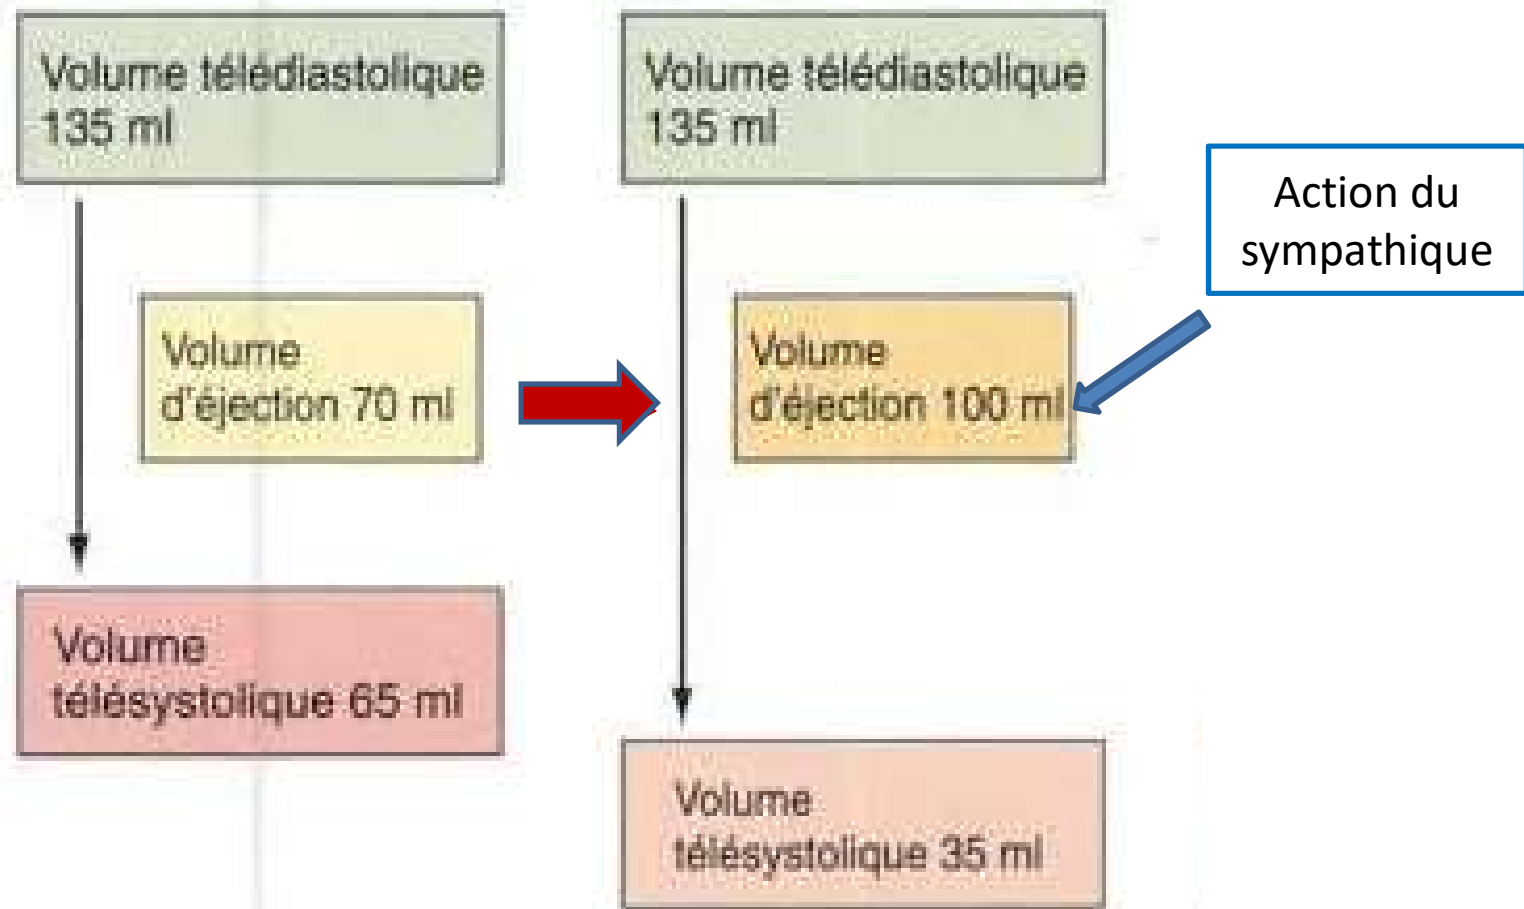 Volume télédiastolique
135 ml
Volume
d'éjection 70 ml
Volume
télésystolique 65 ml
Volume télédiastolique
135 ml
Volume
d'éjection 100 ml
Volume
télésystolique 35 ml
Action du
sympathique